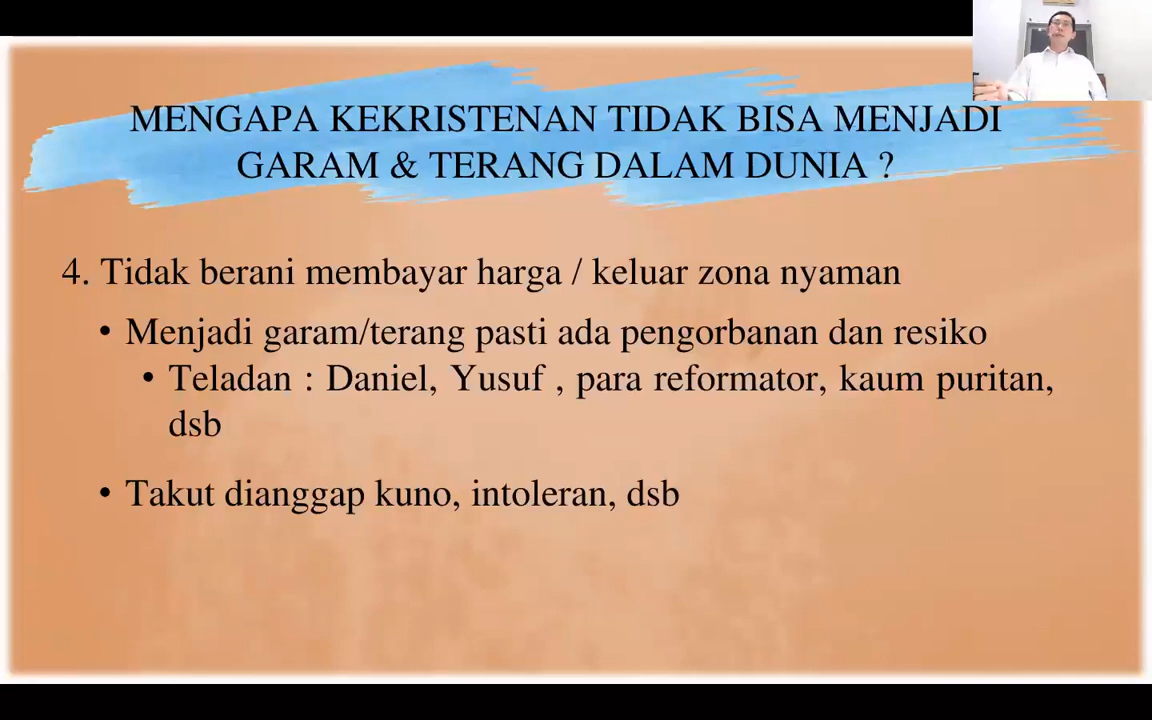 MENGAPA KEKRISTENAN TIDAK BISA MENJADI
GARAM & TERANG DALAM DUNIA ?
4. Tidak berani membayar harga / keluar zona nyaman
• Menjadi garam/terang pasti ada pengorbanan dan resiko
• Teladan : Daniel, Yusuf , para reformator, kaum puritan,
dsb
• Takut dianggap kuno, intoleran, dsb